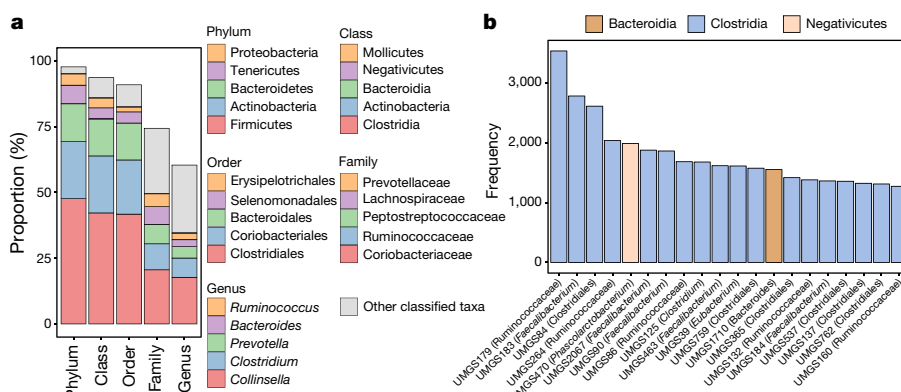 a
Proportion (%)
100
75
50
25
0
Phylum
Class
Order
Family
Genus
Phylum
Proteobacteria
Tenericutes
Bacteroidetes
Actinobacteria
Firmicutes
Class
Mollicutes
Negativicutes
Bacteroidia
Actinobacteria
Clostridia
Order
Erysipelotrichales
Selenomonadales
Bacteroidales
Coriobacteriales
Clostridiales
Family
Prevotellaceae
Lachnospiraceae
Peptostreptococcaceae
Ruminococcaceae
Coriobacteriaceae
Genus
Ruminococcus
Bacteroides
Prevotella
Clostridium
Collinsella
Other classified taxa
b
Bacteroidia
Clostridia
Negativicutes
Frequency
3,000
2,000
1,000
0
UMGS179 (Ruminococcaceae)
UMGS183 (Faecalibacterium)
UMGS84 (Clostridiales)
UMGS264 (Ruminococcaceae)
UMGS470 (Phascolarctobacterium)
UMGS2067 (Faecalibacterium)
UMGS90 (Faecalibacterium)
UMGS86 (Ruminococcaceae)
UMGS125 (Clostridium)
UMGS463 (Faecalibacterium)
UMGS39 (Eubacterium)
UMGS759 (Clostridiales)
UMGS1710 (Bacteroides)
UMGS365 (Clostridiales)
UMGS132 (Ruminococcaceae)
UMGS194 (Faecalibacterium)
UMGS537 (Clostridiales)
UMGS137 (Clostridiales)
UMGS762 (Clostridiales)
UMGS160 (Ruminococcaceae)